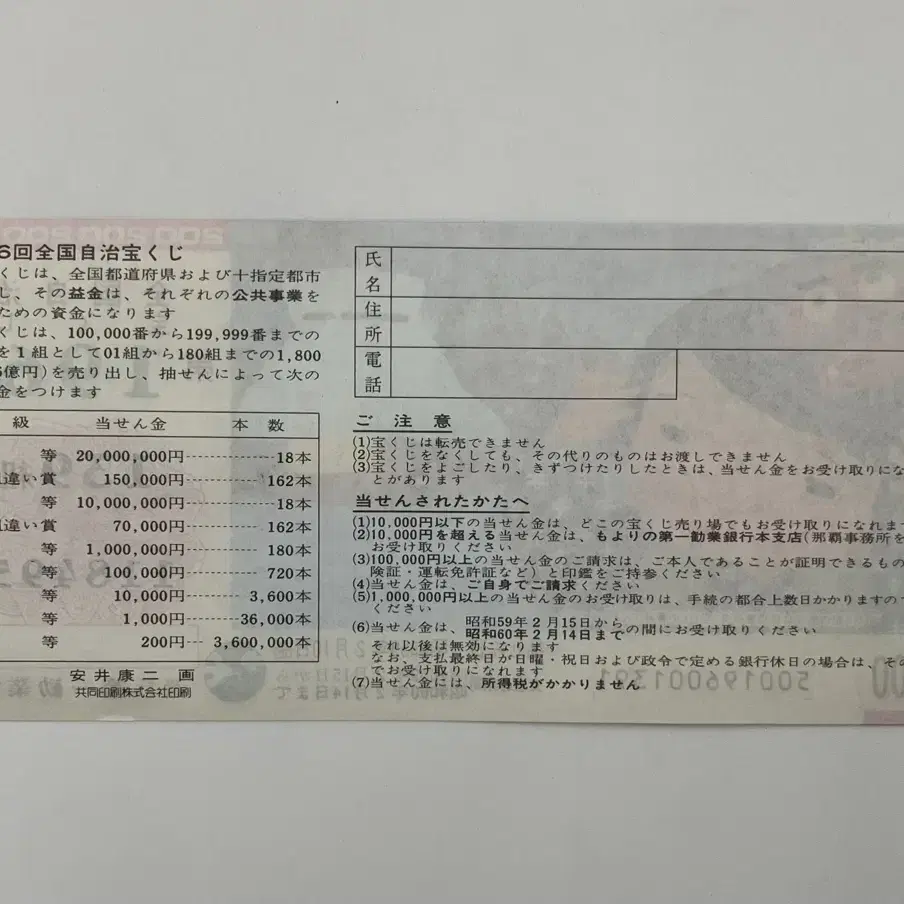 6回全国自治宝くじ
くじは、全国都道府県および十指定都市
し、その益金は、それぞれの公共事業を
ための資金になります
くじは、100,000番から199,999番までの
を1組として01組から180組までの1,800
億円)を売り出し、抽せんによって次の
金をつけます
級 当せん金 本数
等 20,000,000円 18本
違い賞 150,000円 162本
等 10,000,000円 18本
違い賞 70,000円 162本
等 1,000,000円 180本
等 100,000円 720本
等 10,000円 3,600本
等 1,000円 36,000本
等 200円 3,600,000本
安井康二 画
共同印刷株式会社印刷
氏名
住所
電話
ご注意
(1)宝くじは転売できません
(2)宝くじをなくしても、その代りのものはお渡しできません
(3)宝くじをよごしたり、きずつけたりしたときは、当せん金をお受け取りにな
とがあります
当せんされたかたへ
(1)10,000円以下の当せん金は、どこの宝くじ売り場でもお受け取りになれま
(2)10,000円を超える当せん金は、もよりの第一勧業銀行本支店(那覇事務所を
お受け取りください
(3)100,000円以上の当せん金のご請求は、ご本人であることが証明できるもの
険証・運転免許証など)と印鑑をご持参ください
(4)当せん金は、ご自身でご請求ください
(5)1,000,000円以上の当せん金のお受け取りは、手続の都合上数日かかりますの
ください
(6)当せん金は、昭和59年2月15日から
昭和60年2月14日までの間にお受け取りください
それ以後は無効になります
なお、支払最終日が日曜・祝日および政令で定める銀行休日の場合は、その
でお受け取りになれます
(7)当せん金には、所得税がかかりません